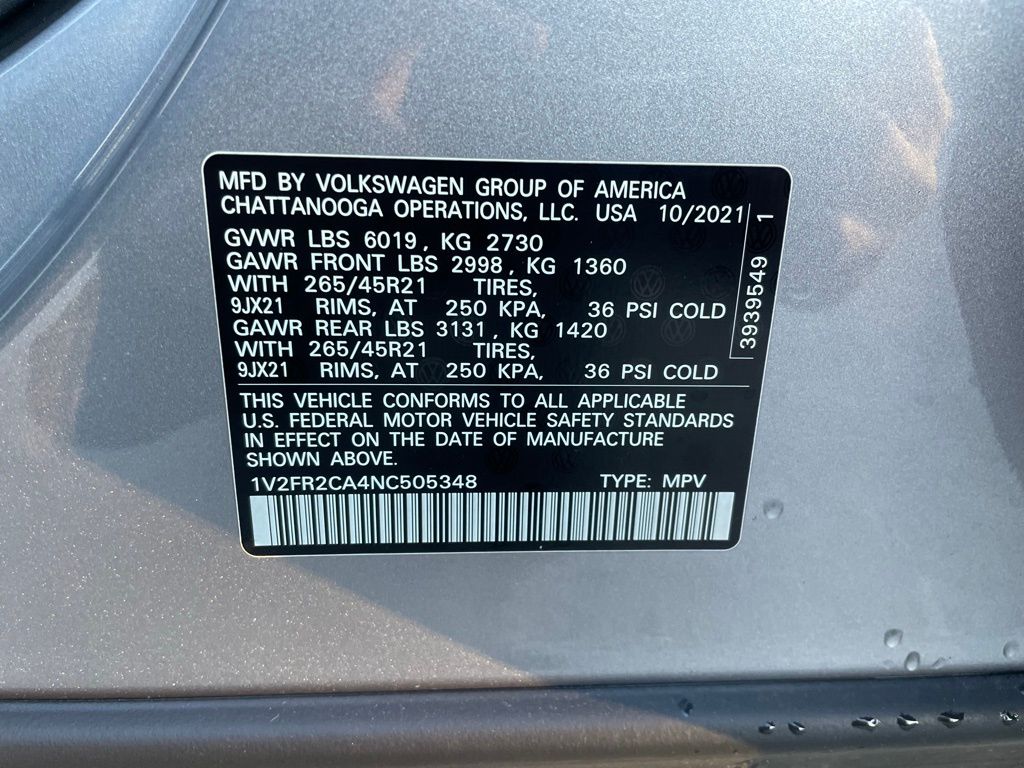 MFD BY VOLKSWAGEN GROUP OF AMERICA
CHATTANOOGA OPERATIONS, LLC. USA 10/2021
GVWR LBS 6019, KG 2730
GAWR FRONT LBS 2998, KG 1360
WITH 265/45R21 TIRES,
9JX21 RIMS, AT 250 KPA, 36 PSI COLD
GAWR REAR LBS 3131, KG 1420
WITH 265/45R21 TIRES,
9JX21 RIMS, AT 250 KPA, 36 PSI COLD
3939549 1
THIS VEHICLE CONFORMS TO ALL APPLICABLE
U.S. FEDERAL MOTOR VEHICLE SAFETY STANDARDS
IN EFFECT ON THE DATE OF MANUFACTURE
SHOWN ABOVE.
1V2FR2CA4NC505348 TYPE: MPV